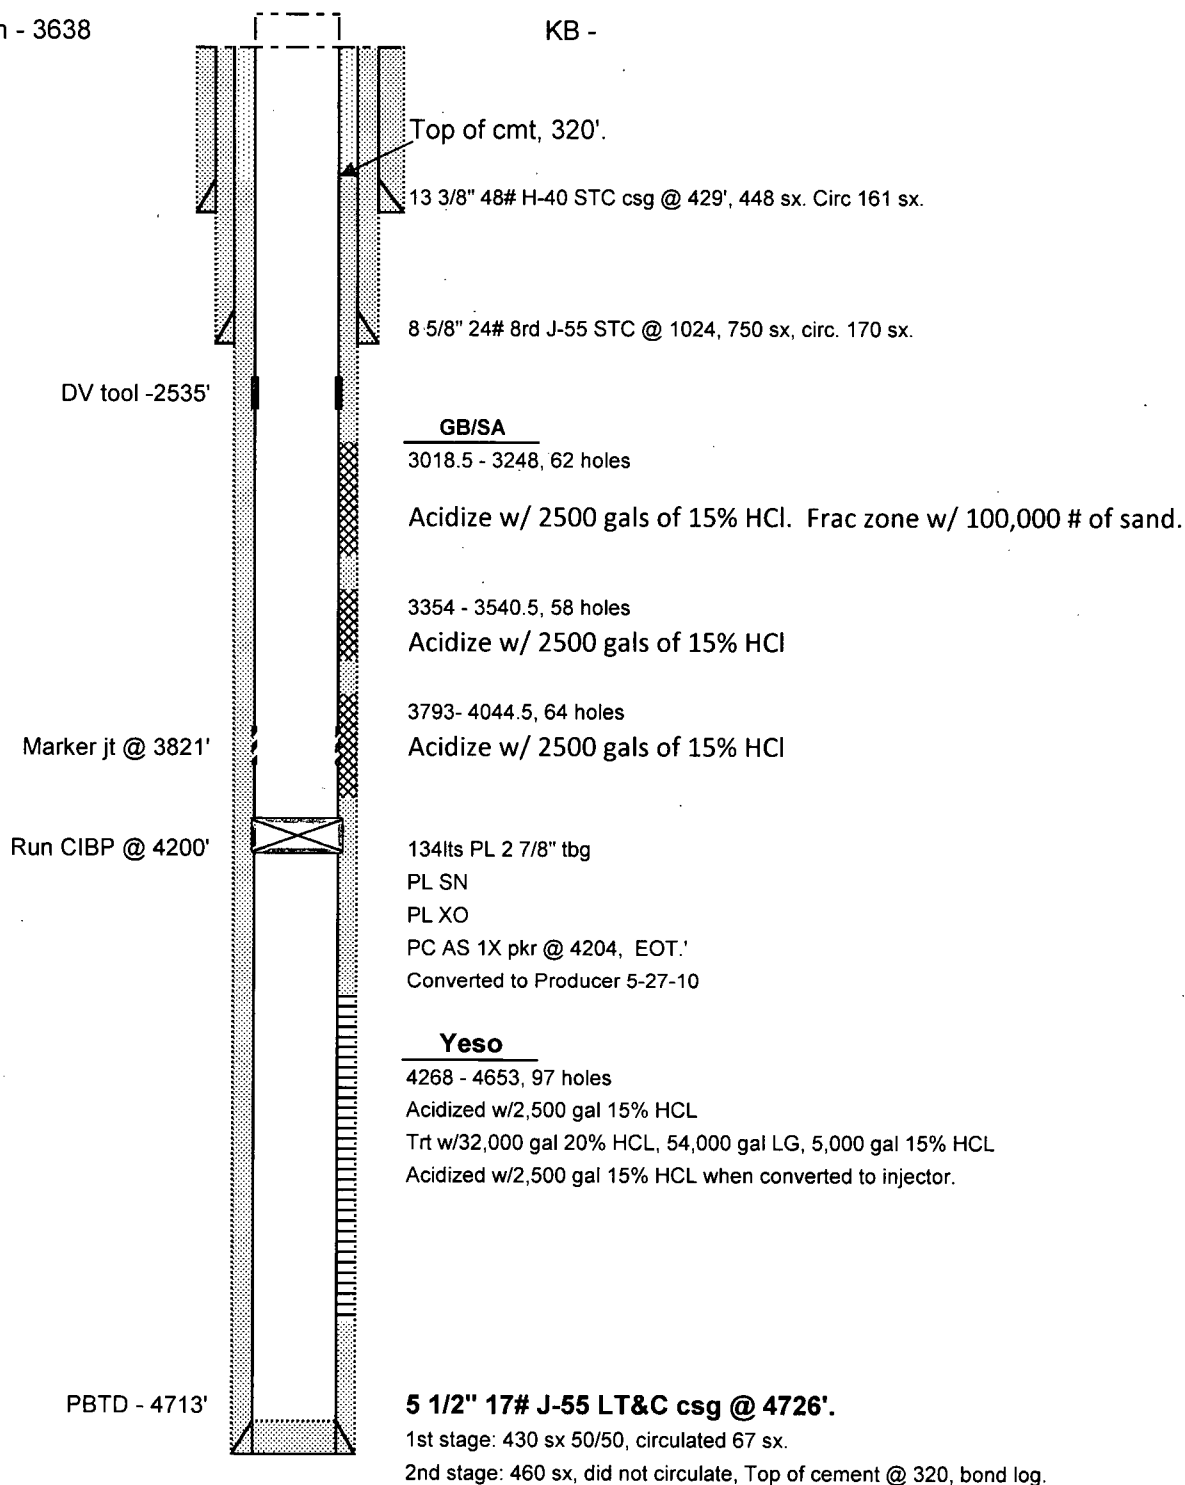 - 3638
KB -
Top of cmt, 320'.
13 3/8" 48# H-40 STC csg @ 429', 448 sx. Circ 161 sx.
8 5/8" 24# 8rd J-55 STC @ 1024, 750 sx, circ. 170 sx.
DV tool -2535'
GB/SA
3018.5 - 3248, 62 holes
Acidize w/ 2500 gals of 15% HCl. Frac zone w/ 100,000 # of sand.
3354 - 3540.5, 58 holes
Acidize w/ 2500 gals of 15% HCl
3793- 4044.5, 64 holes
Marker jt @ 3821'
Acidize w/ 2500 gals of 15% HCl
Run CIBP @ 4200'
134lts PL 2 7/8" tbg
PL SN
PL XO
PC AS 1X pkr @ 4204, EOT.'
Converted to Producer 5-27-10
Yeso
4268 - 4653, 97 holes
Acidized w/2,500 gal 15% HCL
Trt w/32,000 gal 20% HCL, 54,000 gal LG, 5,000 gal 15% HCL
Acidized w/2,500 gal 15% HCL when converted to injector.
PBTD - 4713'
5 1/2" 17# J-55 LT&C csg @ 4726'.
1st stage: 430 sx 50/50, circulated 67 sx.
2nd stage: 460 sx, did not circulate, Top of cement @ 320, bond log.